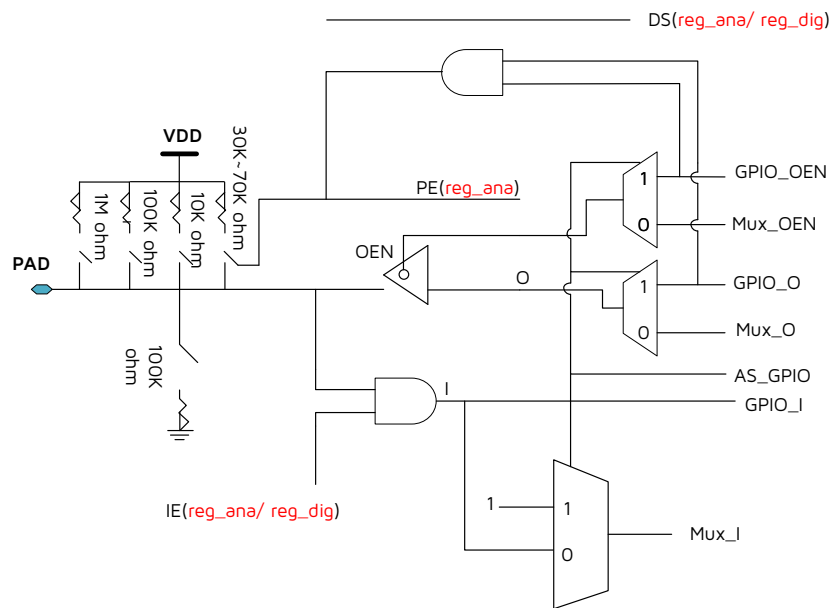 DS(reg_ana/ reg_dig)
VDD
30K~70K ohm
10K ohm
100K ohm
1M ohm
PE(reg_ana)
1
GPIO_OEN
0
Mux_OEN
PAD
OEN
O
1
GPIO_O
0
Mux_O
100K
ohm
AS_GPIO
I
GPIO_I
IE(reg_ana/ reg_dig)
1
1
0
Mux_I